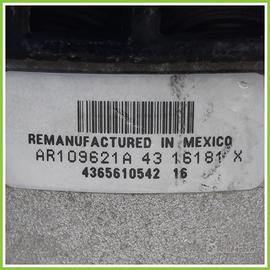 REMANUFACTURED IN MEXICO
AR109621A 43 16181 X
4365610542 16